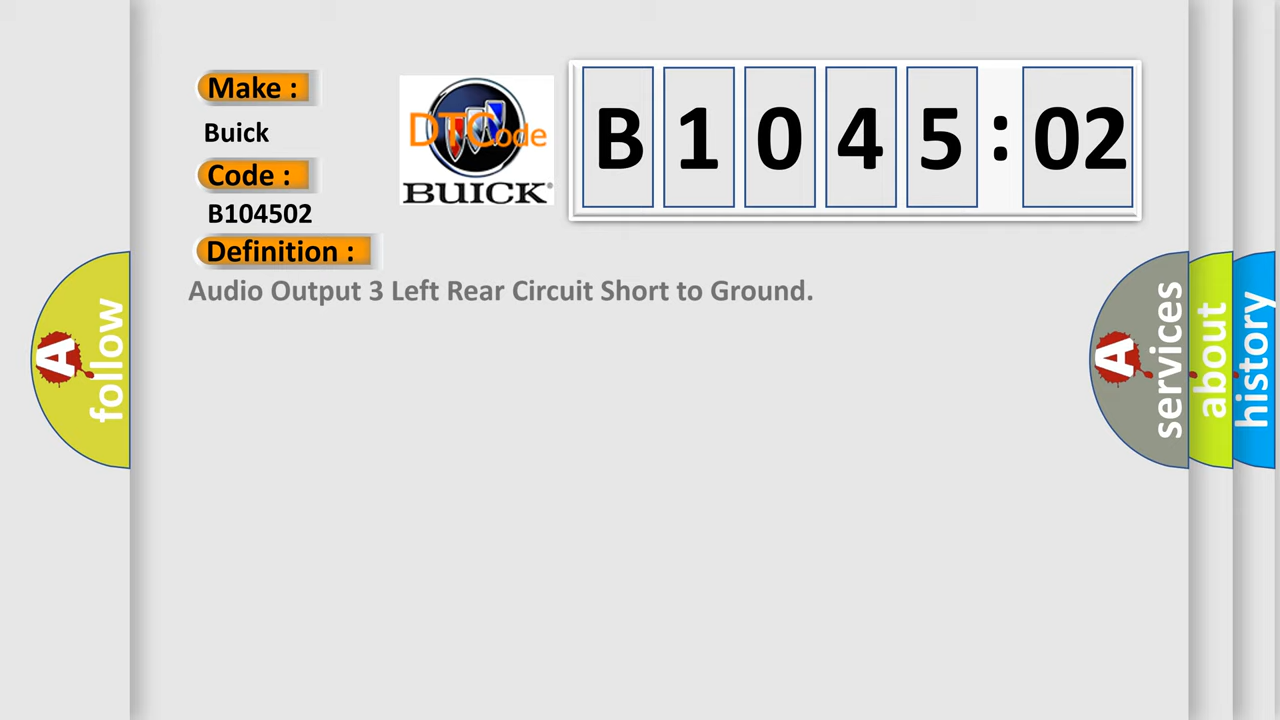 Make :
Buick
Code :
B104502
Definition :
Audio Output 3 Left Rear Circuit Short to Ground.
DTCode
BUICK®
B 1 0 4 5 : 02
A follow
A services
about
history